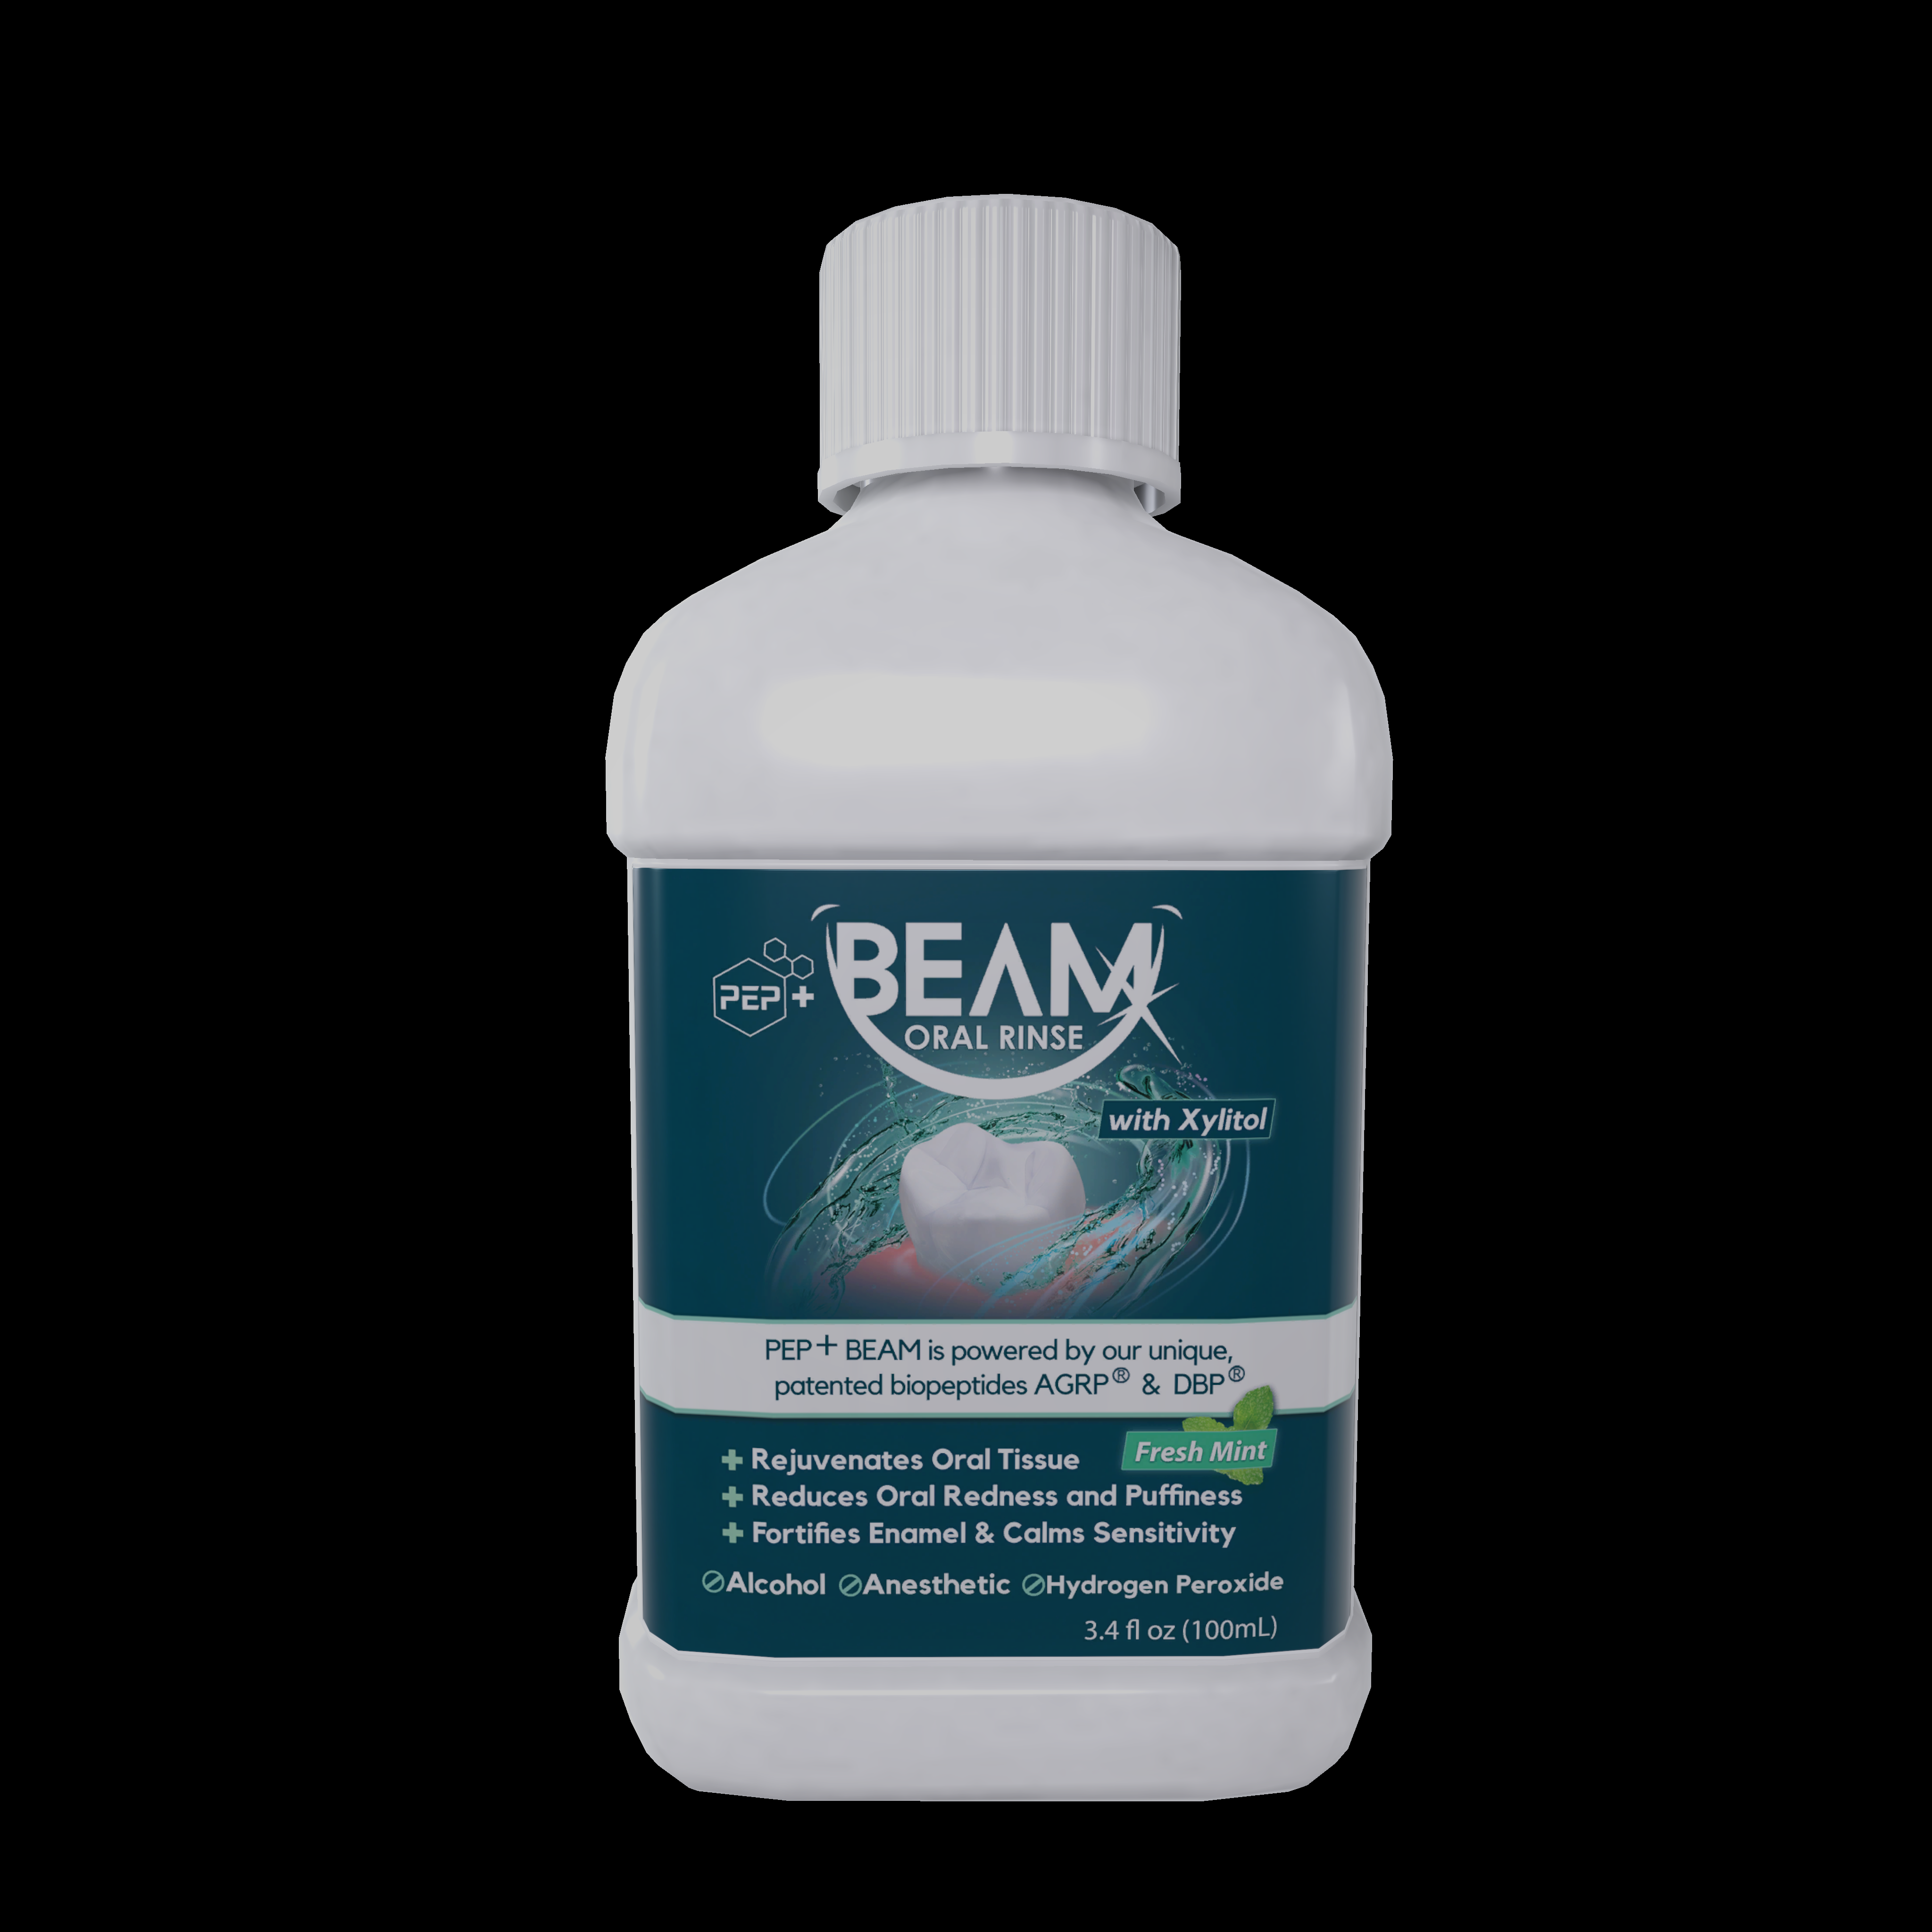 PEP+
BEAM
ORAL RINSE
with Xylitol
PEP+ BEAM is powered by our unique,
patented biopeptides AGRP® & DBP®
Fresh Mint
+ Rejuvenates Oral Tissue
+ Reduces Oral Redness and Puffiness
+ Fortifies Enamel & Calms Sensitivity
⊘Alcohol ⊘Anesthetic ⊘Hydrogen Peroxide
3.4 fl oz (100mL)